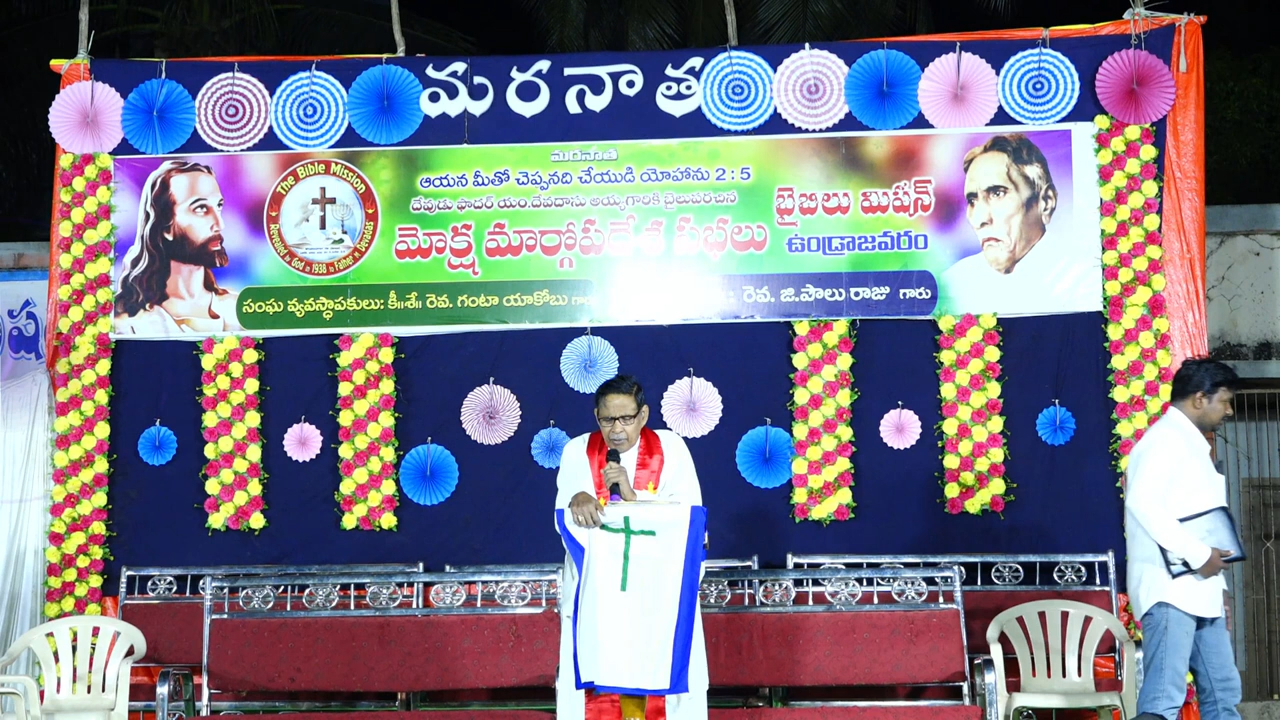 మరనాత
మరనాత
ఆయన మీతో చెప్పునది చేయుడి యోహాను 2 : 5
దేవుడు ఫాదర్ యం.దేవదాసు అయ్యగారికి బైలుపరచిన
బైబిలు మిషన్
మోక్ష మార్గోపదేశ సభలు
ఉండ్రాజవరం
సంఘ వ్యవస్థాపకులు: కీ॥శే॥ రెవ. గంటా యాకోబు గారు
: రెవ. జి.పాలు రాజు గారు
The Bible Mission
Revealed by God in 1938 to Father M. Devadas